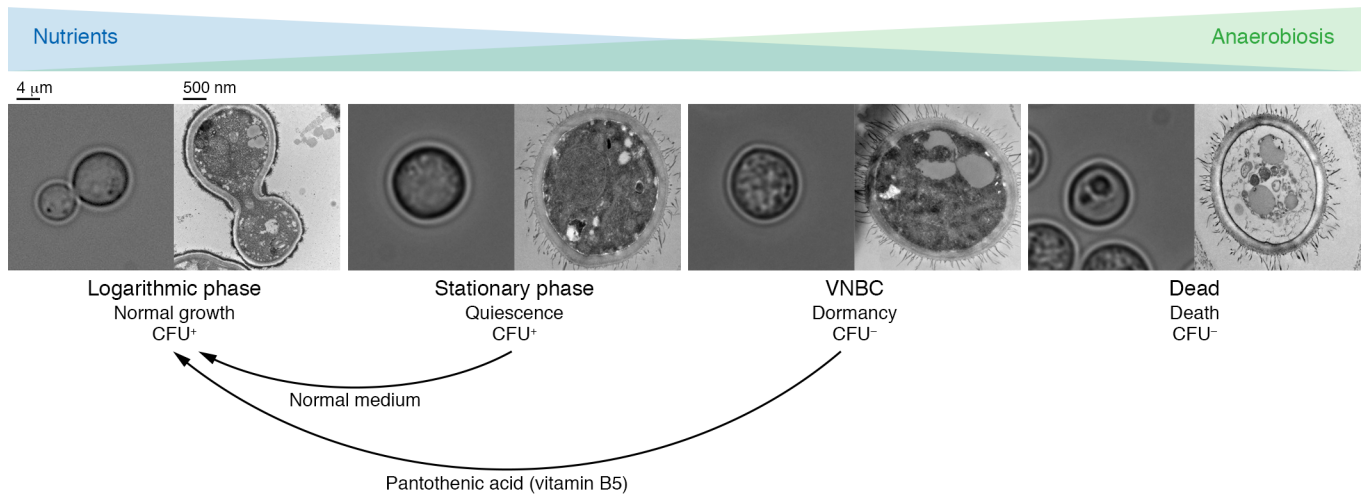 Nutrients
Anaerobiosis
4 μm
500 nm
Logarithmic phase
Normal growth
CFU⁺
Stationary phase
Quiescence
CFU⁺
VNBC
Dormancy
CFU⁻
Dead
Death
CFU⁻
Normal medium
Pantothenic acid (vitamin B5)